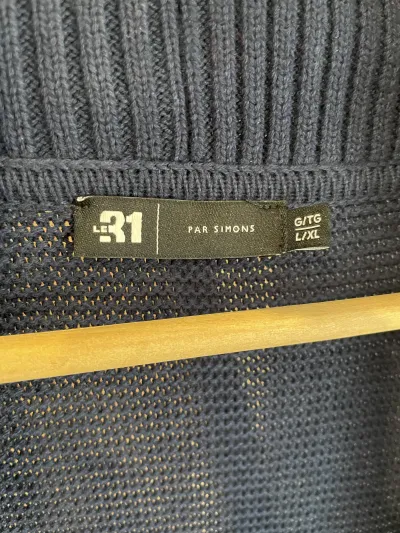 LE 31
PAR SIMONS
G/TG
L/XL